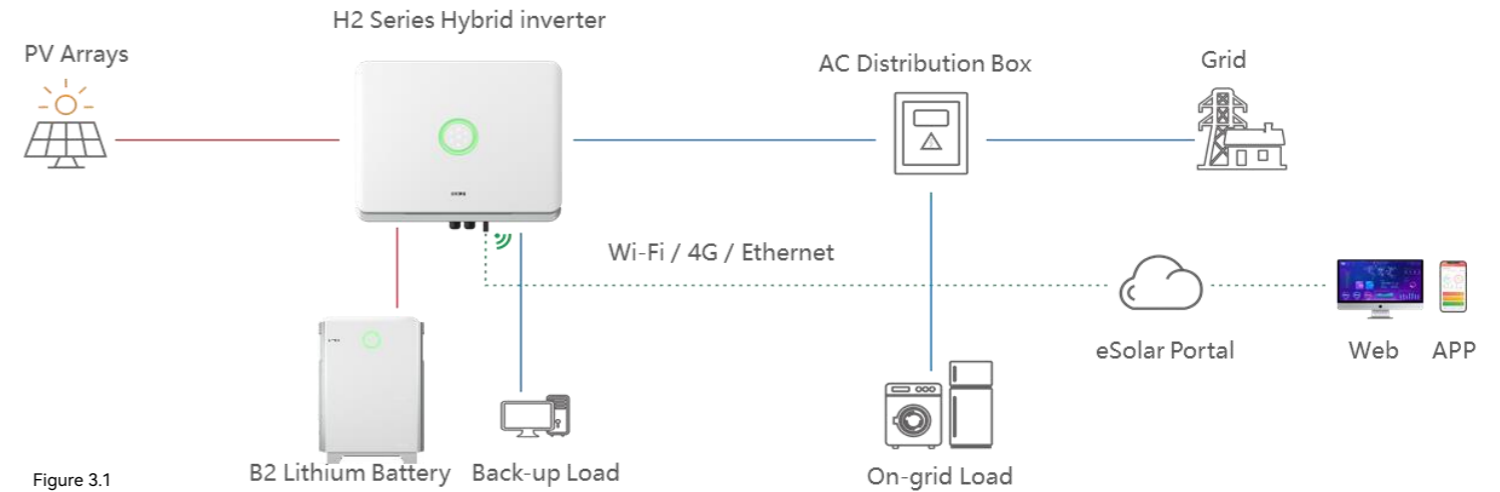 H2 Series Hybrid inverter
PV Arrays
AC Distribution Box
Grid
Wi-Fi / 4G / Ethernet
eSolar Portal
Web
APP
B2 Lithium Battery
Back-up Load
On-grid Load
Figure 3.1